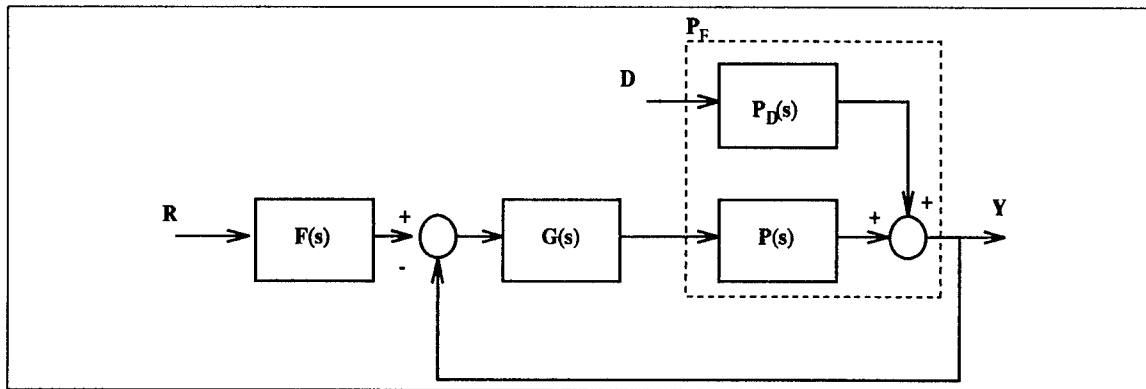 P_F
D
P_D(s)
R
F(s)
+
-
G(s)
P(s)
+
+
Y